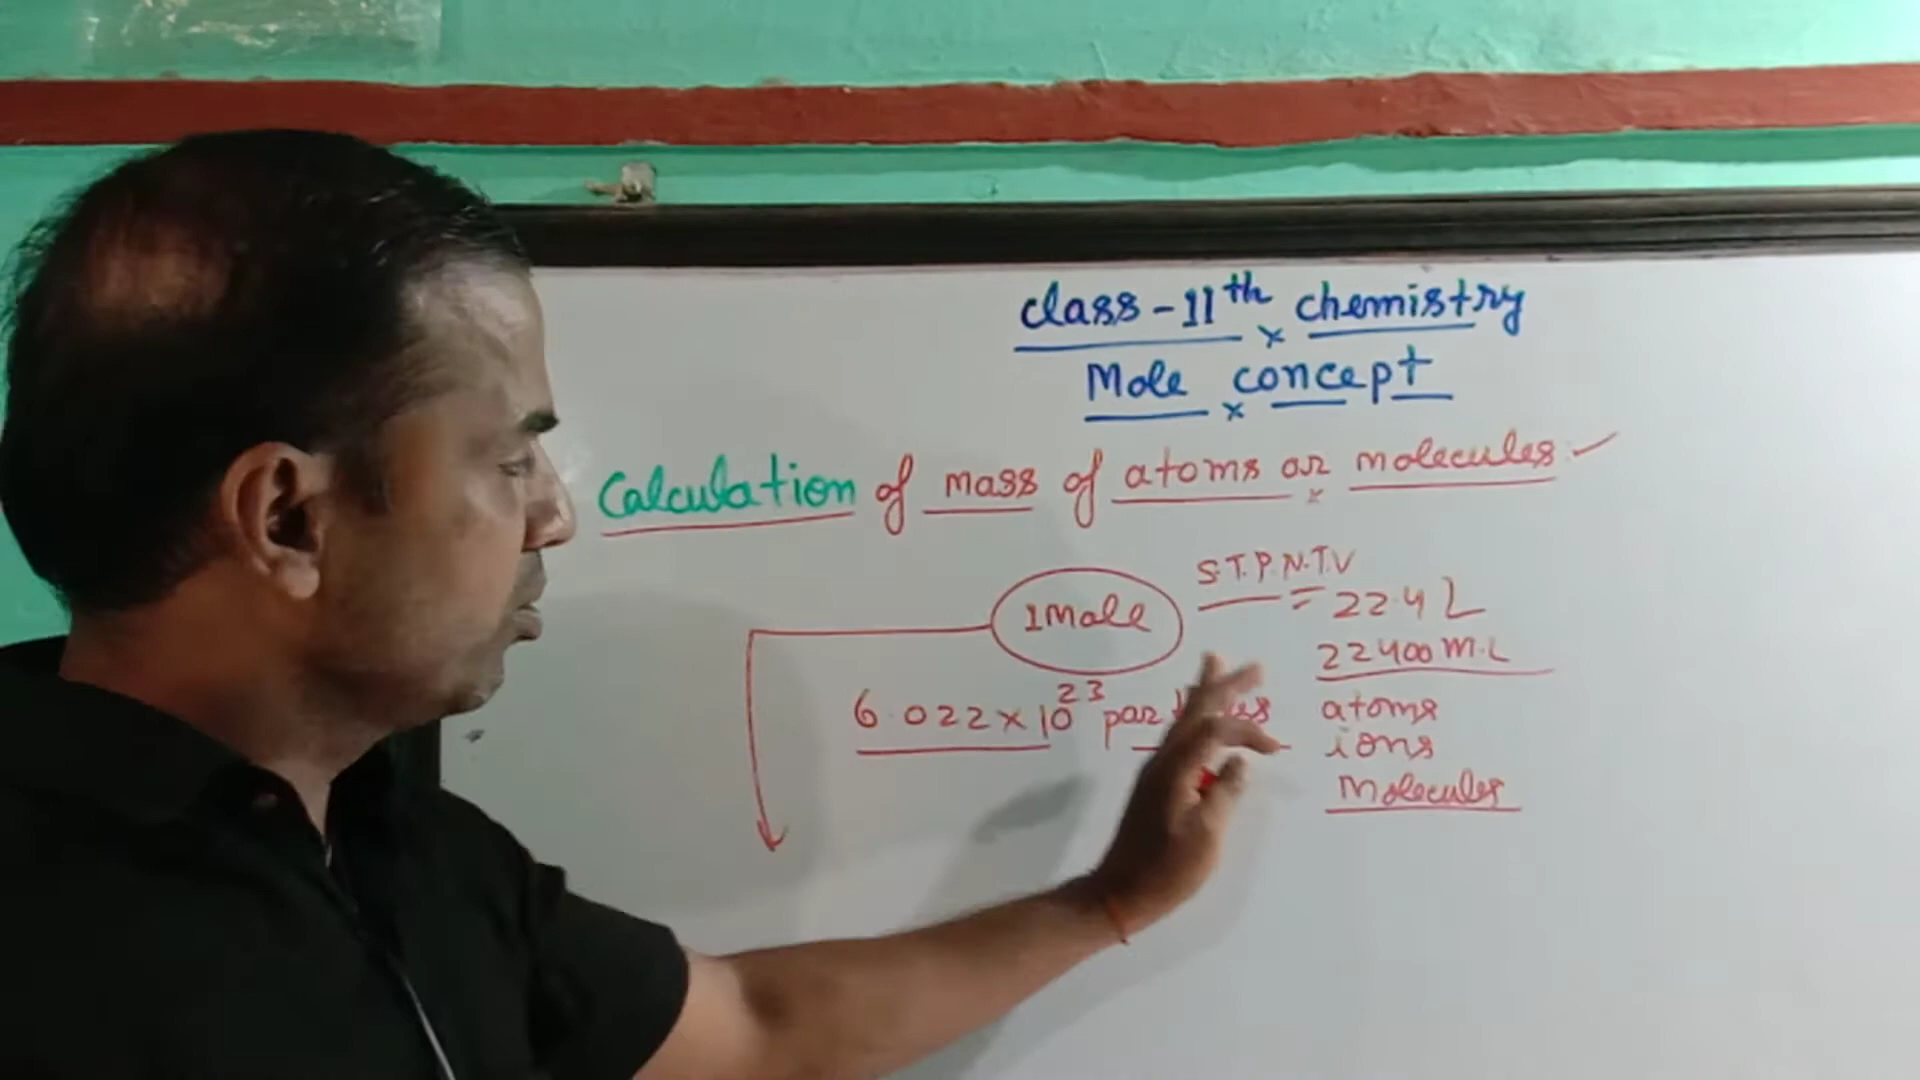 class-11th chemistry
Mole concept
Calculation of mass of atoms or molecules
S.T.P. N.T.V
1 Mole = 22.4 L
22400 M.L
6.022 x 10^23 atoms
ions
Molecules